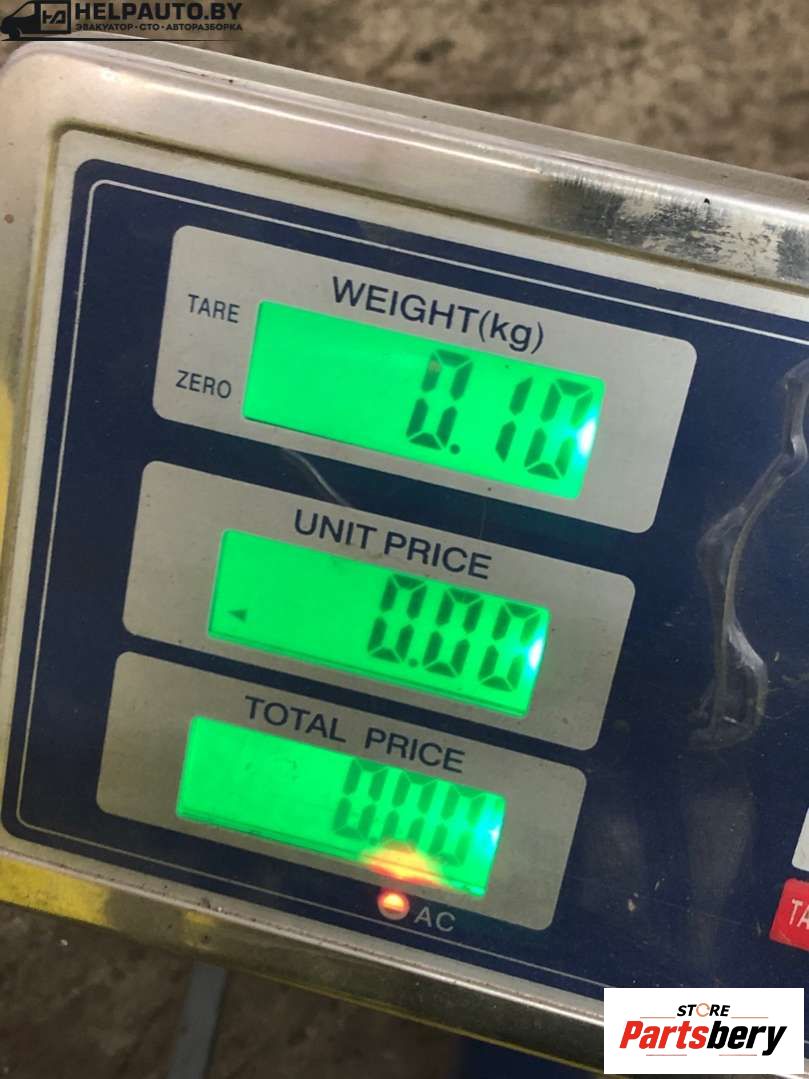 HELPAUTO.BY
ЭВАКУАТОР·СТО·АВТОРАЗБОРКА
WEIGHT(kg)
TARE
ZERO
0.10
UNIT PRICE
0.00
TOTAL PRICE
0.00
AC
TA
STORE
Partsbery